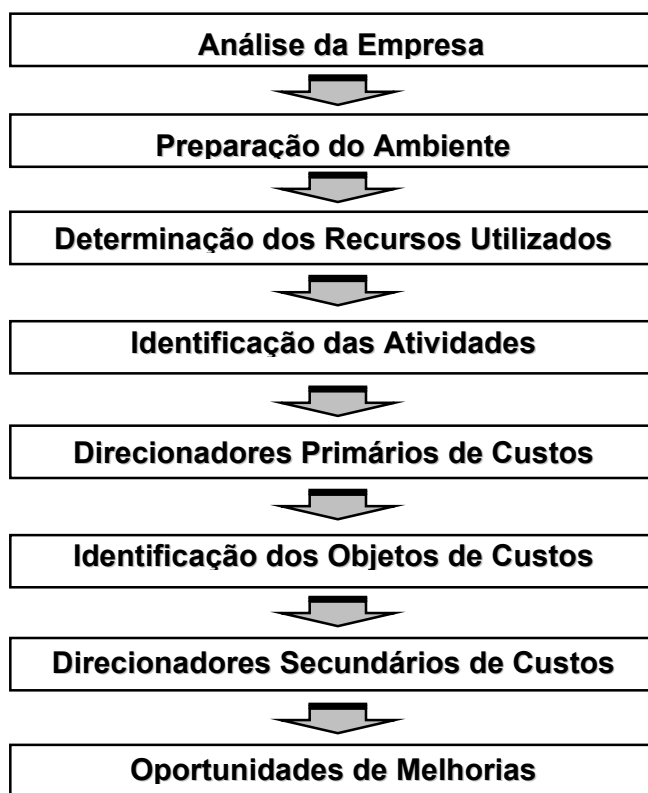 Análise da Empresa
Preparação do Ambiente
Determinação dos Recursos Utilizados
Identificação das Atividades
Direcionadores Primários de Custos
Identificação dos Objetos de Custos
Direcionadores Secundários de Custos
Oportunidades de Melhorias